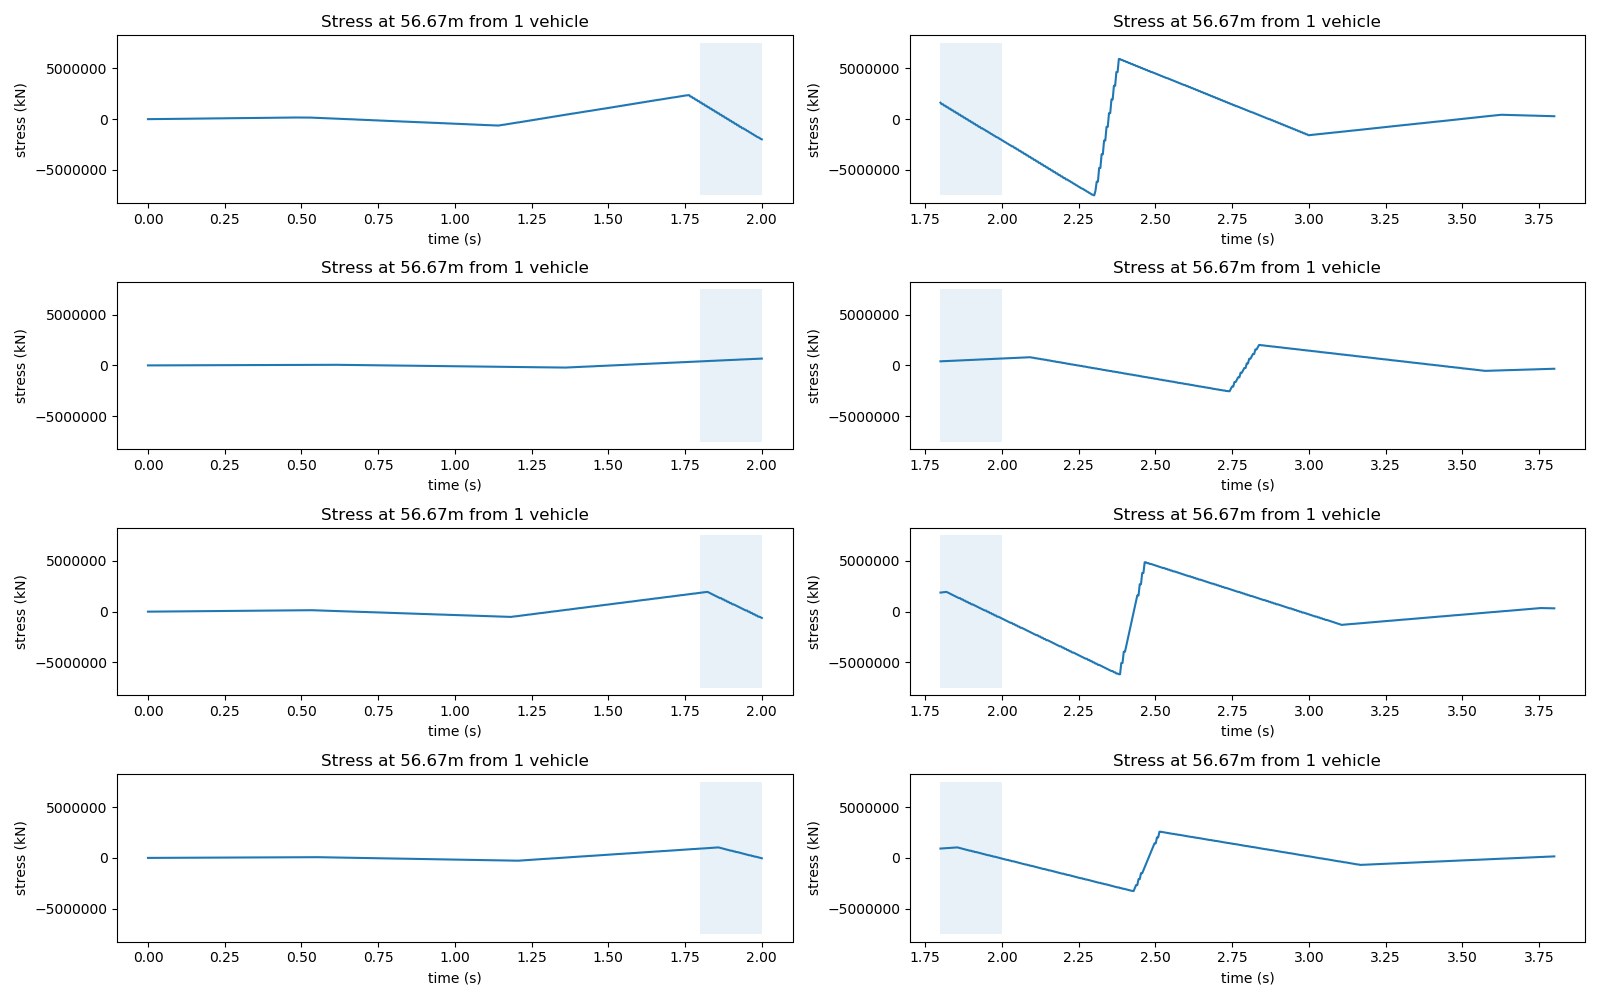 Stress at 56.67m from 1 vehicle
Stress at 56.67m from 1 vehicle
stress (kN)
5000000
0
−5000000
0.00 0.25 0.50 0.75 1.00 1.25 1.50 1.75 2.00
time (s)
stress (kN)
5000000
0
−5000000
1.75 2.00 2.25 2.50 2.75 3.00 3.25 3.50 3.75
time (s)
Stress at 56.67m from 1 vehicle
Stress at 56.67m from 1 vehicle
stress (kN)
5000000
0
−5000000
0.00 0.25 0.50 0.75 1.00 1.25 1.50 1.75 2.00
time (s)
stress (kN)
5000000
0
−5000000
1.75 2.00 2.25 2.50 2.75 3.00 3.25 3.50 3.75
time (s)
Stress at 56.67m from 1 vehicle
Stress at 56.67m from 1 vehicle
stress (kN)
5000000
0
−5000000
0.00 0.25 0.50 0.75 1.00 1.25 1.50 1.75 2.00
time (s)
stress (kN)
5000000
0
−5000000
1.75 2.00 2.25 2.50 2.75 3.00 3.25 3.50 3.75
time (s)
Stress at 56.67m from 1 vehicle
Stress at 56.67m from 1 vehicle
stress (kN)
5000000
0
−5000000
0.00 0.25 0.50 0.75 1.00 1.25 1.50 1.75 2.00
time (s)
stress (kN)
5000000
0
−5000000
1.75 2.00 2.25 2.50 2.75 3.00 3.25 3.50 3.75
time (s)